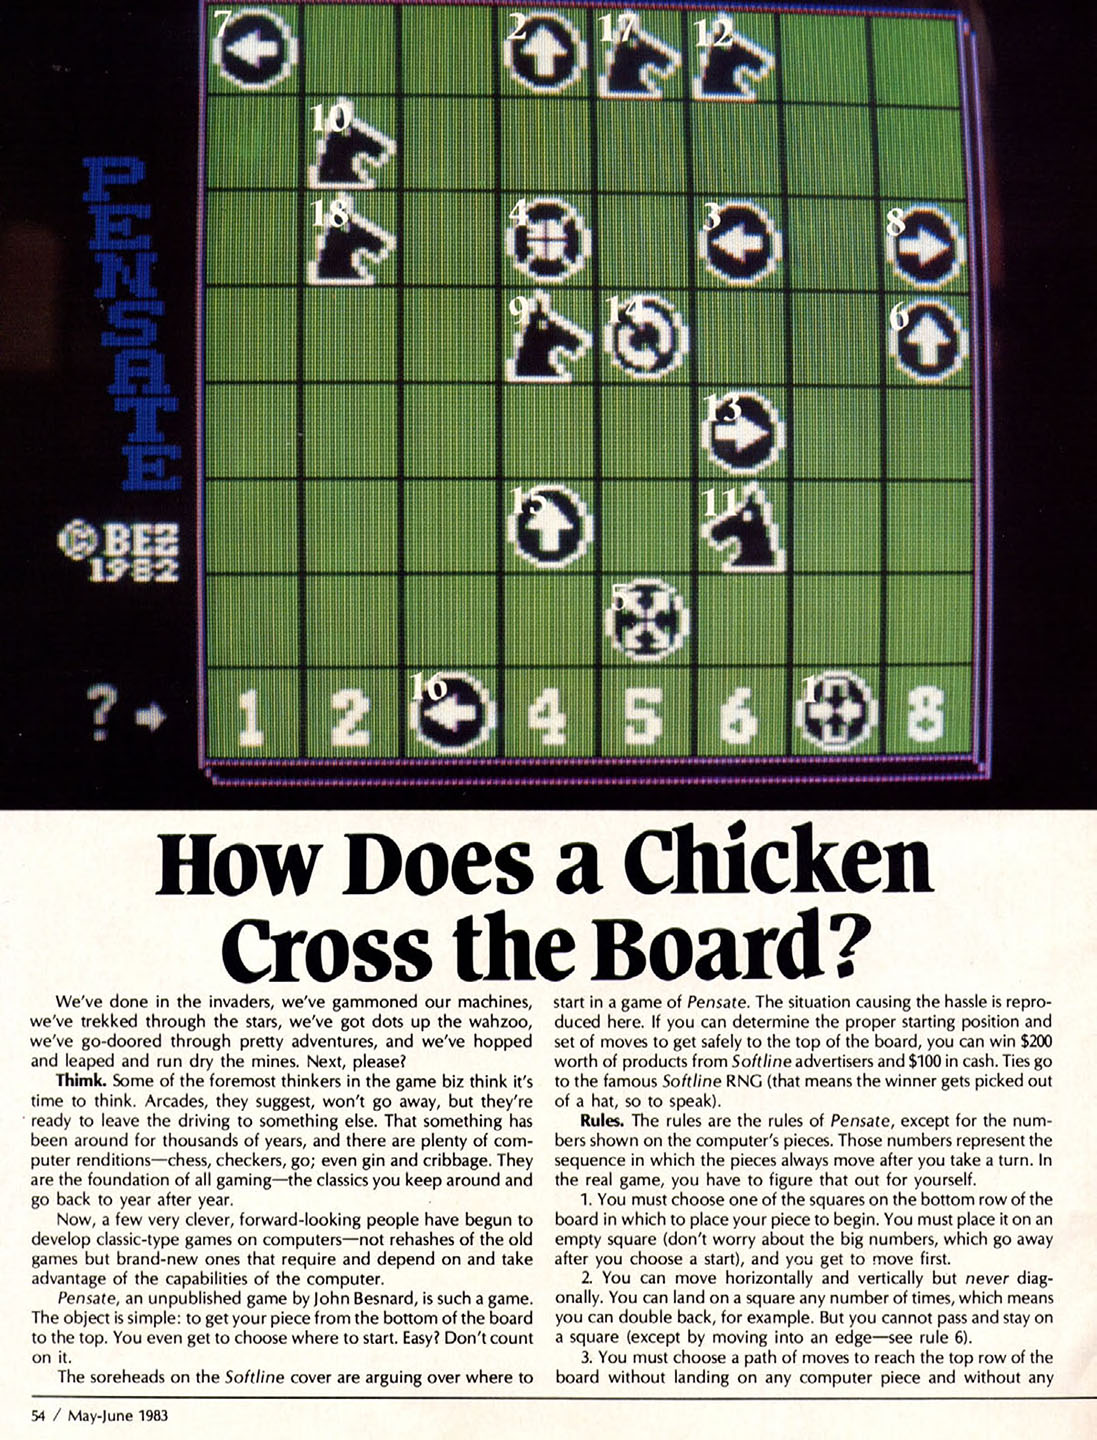 7 2 17 12
10
18 4 3 8
9 14 6
13
15 11
5
16 1
1 2 4 5 6 8
PENSATE
© BEZ
1982
?
How Does a Chicken
Cross the Board?
We've done in the invaders, we've gammoned our machines,
we've trekked through the stars, we've got dots up the wahzoo,
we've go-doored through pretty adventures, and we've hopped
and leaped and run dry the mines. Next, please?
Think. Some of the foremost thinkers in the game biz think it's
time to think. Arcades, they suggest, won't go away, but they're
ready to leave the driving to something else. That something has
been around for thousands of years, and there are plenty of com-
puter renditions—chess, checkers, go; even gin and cribbage. They
are the foundation of all gaming—the classics you keep around and
go back to year after year.
Now, a few very clever, forward-looking people have begun to
develop classic-type games on computers—not rehashes of the old
games but brand-new ones that require and depend on and take
advantage of the capabilities of the computer.
Pensate, an unpublished game by John Besnard, is such a game.
The object is simple: to get your piece from the bottom of the board
to the top. You even get to choose where to start. Easy? Don't count
on it.
The soreheads on the Softline cover are arguing over where to
start in a game of Pensate. The situation causing the hassle is repro-
duced here. If you can determine the proper starting position and
set of moves to get safely to the top of the board, you can win $200
worth of products from Softline advertisers and $100 in cash. Ties go
to the famous Softline RNG (that means the winner gets picked out
of a hat, so to speak).
Rules. The rules are the rules of Pensate, except for the num-
bers shown on the computer's pieces. Those numbers represent the
sequence in which the pieces always move after you take a turn. In
the real game, you have to figure that out for yourself.
1. You must choose one of the squares on the bottom row of the
board in which to place your piece to begin. You must place it on an
empty square (don't worry about the big numbers, which go away
after you choose a start), and you get to move first.
2. You can move horizontally and vertically but never diag-
onally. You can land on a square any number of times, which means
you can double back, for example. But you cannot pass and stay on
a square (except by moving into an edge—see rule 6).
3. You must choose a path of moves to reach the top row of the
board without landing on any computer piece and without any
54 / May-June 1983